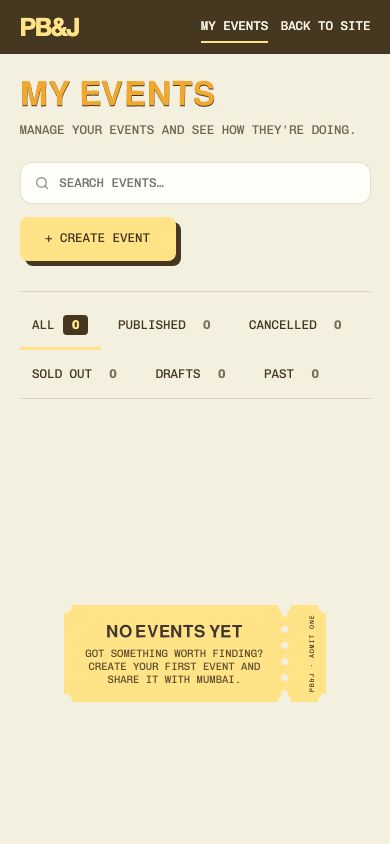 PB&J
MY EVENTS BACK TO SITE
MY EVENTS
MANAGE YOUR EVENTS AND SEE HOW THEY'RE DOING.
SEARCH EVENTS…
+ CREATE EVENT
ALL 0 PUBLISHED 0 CANCELLED 0
SOLD OUT 0 DRAFTS 0 PAST 0
NO EVENTS YET
GOT SOMETHING WORTH FINDING?
CREATE YOUR FIRST EVENT AND
SHARE IT WITH MUMBAI.
PB&J · ADMIT ONE